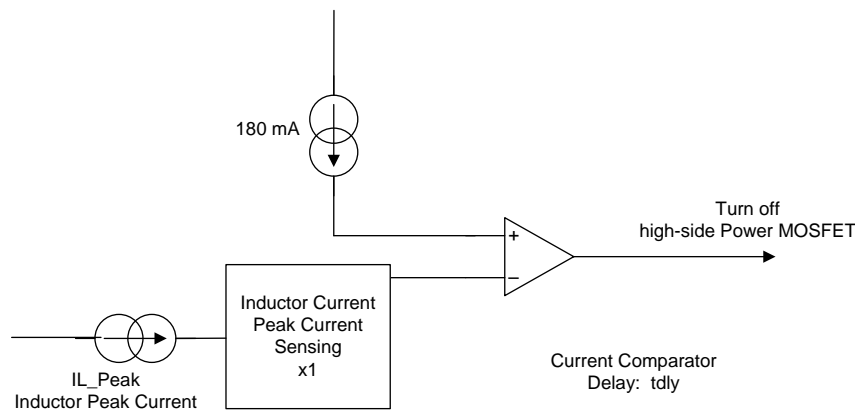 180 mA
+
−
Turn off
high-side Power MOSFET
Inductor Current
Peak Current
Sensing
x1
IL_Peak
Inductor Peak Current
Current Comparator
Delay: tdly